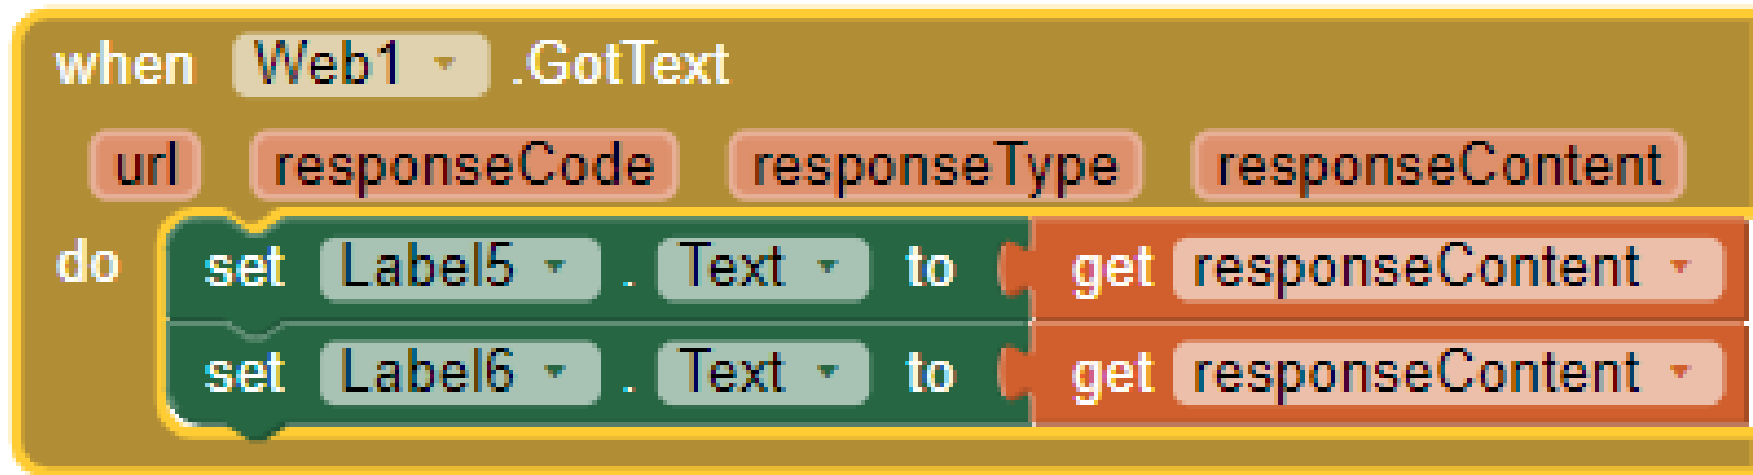 when Web1 .GotText
url responseCode responseType responseContent
do set Label5 . Text to get responseContent
set Label6 . Text to get responseContent